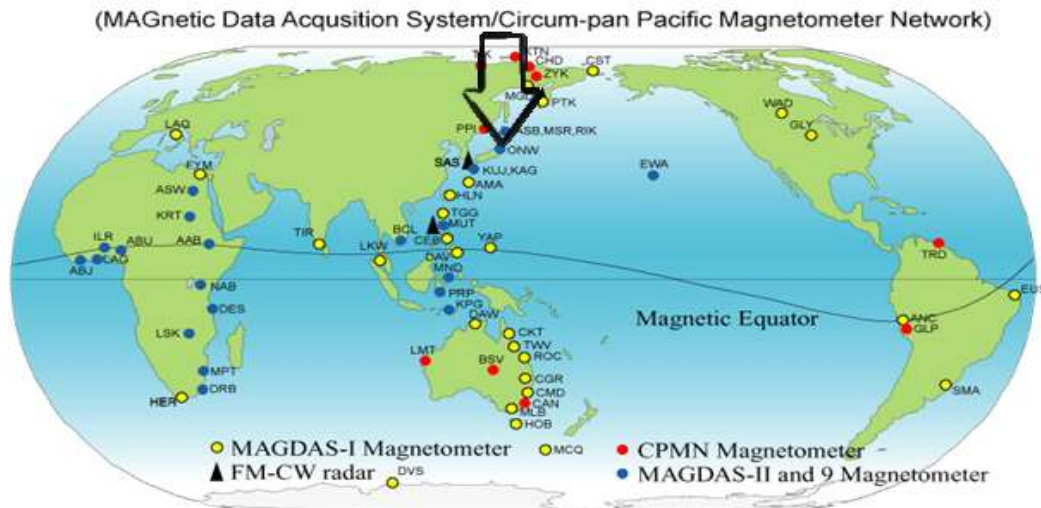 (MAGnetic Data Acqusition System/Circum-pan Pacific Magnetometer Network)
KTN
CHD
ZYK
CST
PTK
WAD
GLY
LAQ
PPI
ASB,MSR,RIK
ONW
SAS
KUJ,KAG
EWA
FYM
ASW
AMA
HLN
KRT
TGG
MUT
BCL
CEB
YAP
TIR
LKW
ILR
ABU
AAB
DAV
TRD
ABJ
LAG
MND
NAB
PRP
EUS
DES
KPG
DAW
Magnetic Equator
ANC
GLP
LSK
CKT
TWV
ROC
LMT
BSV
MPT
CGR
DRB
CMD
SMA
HER
CAN
MLB
HOB
MAGDAS-I Magnetometer
MCQ
CPMN Magnetometer
FM-CW radar
DVS
MAGDAS-II and 9 Magnetometer